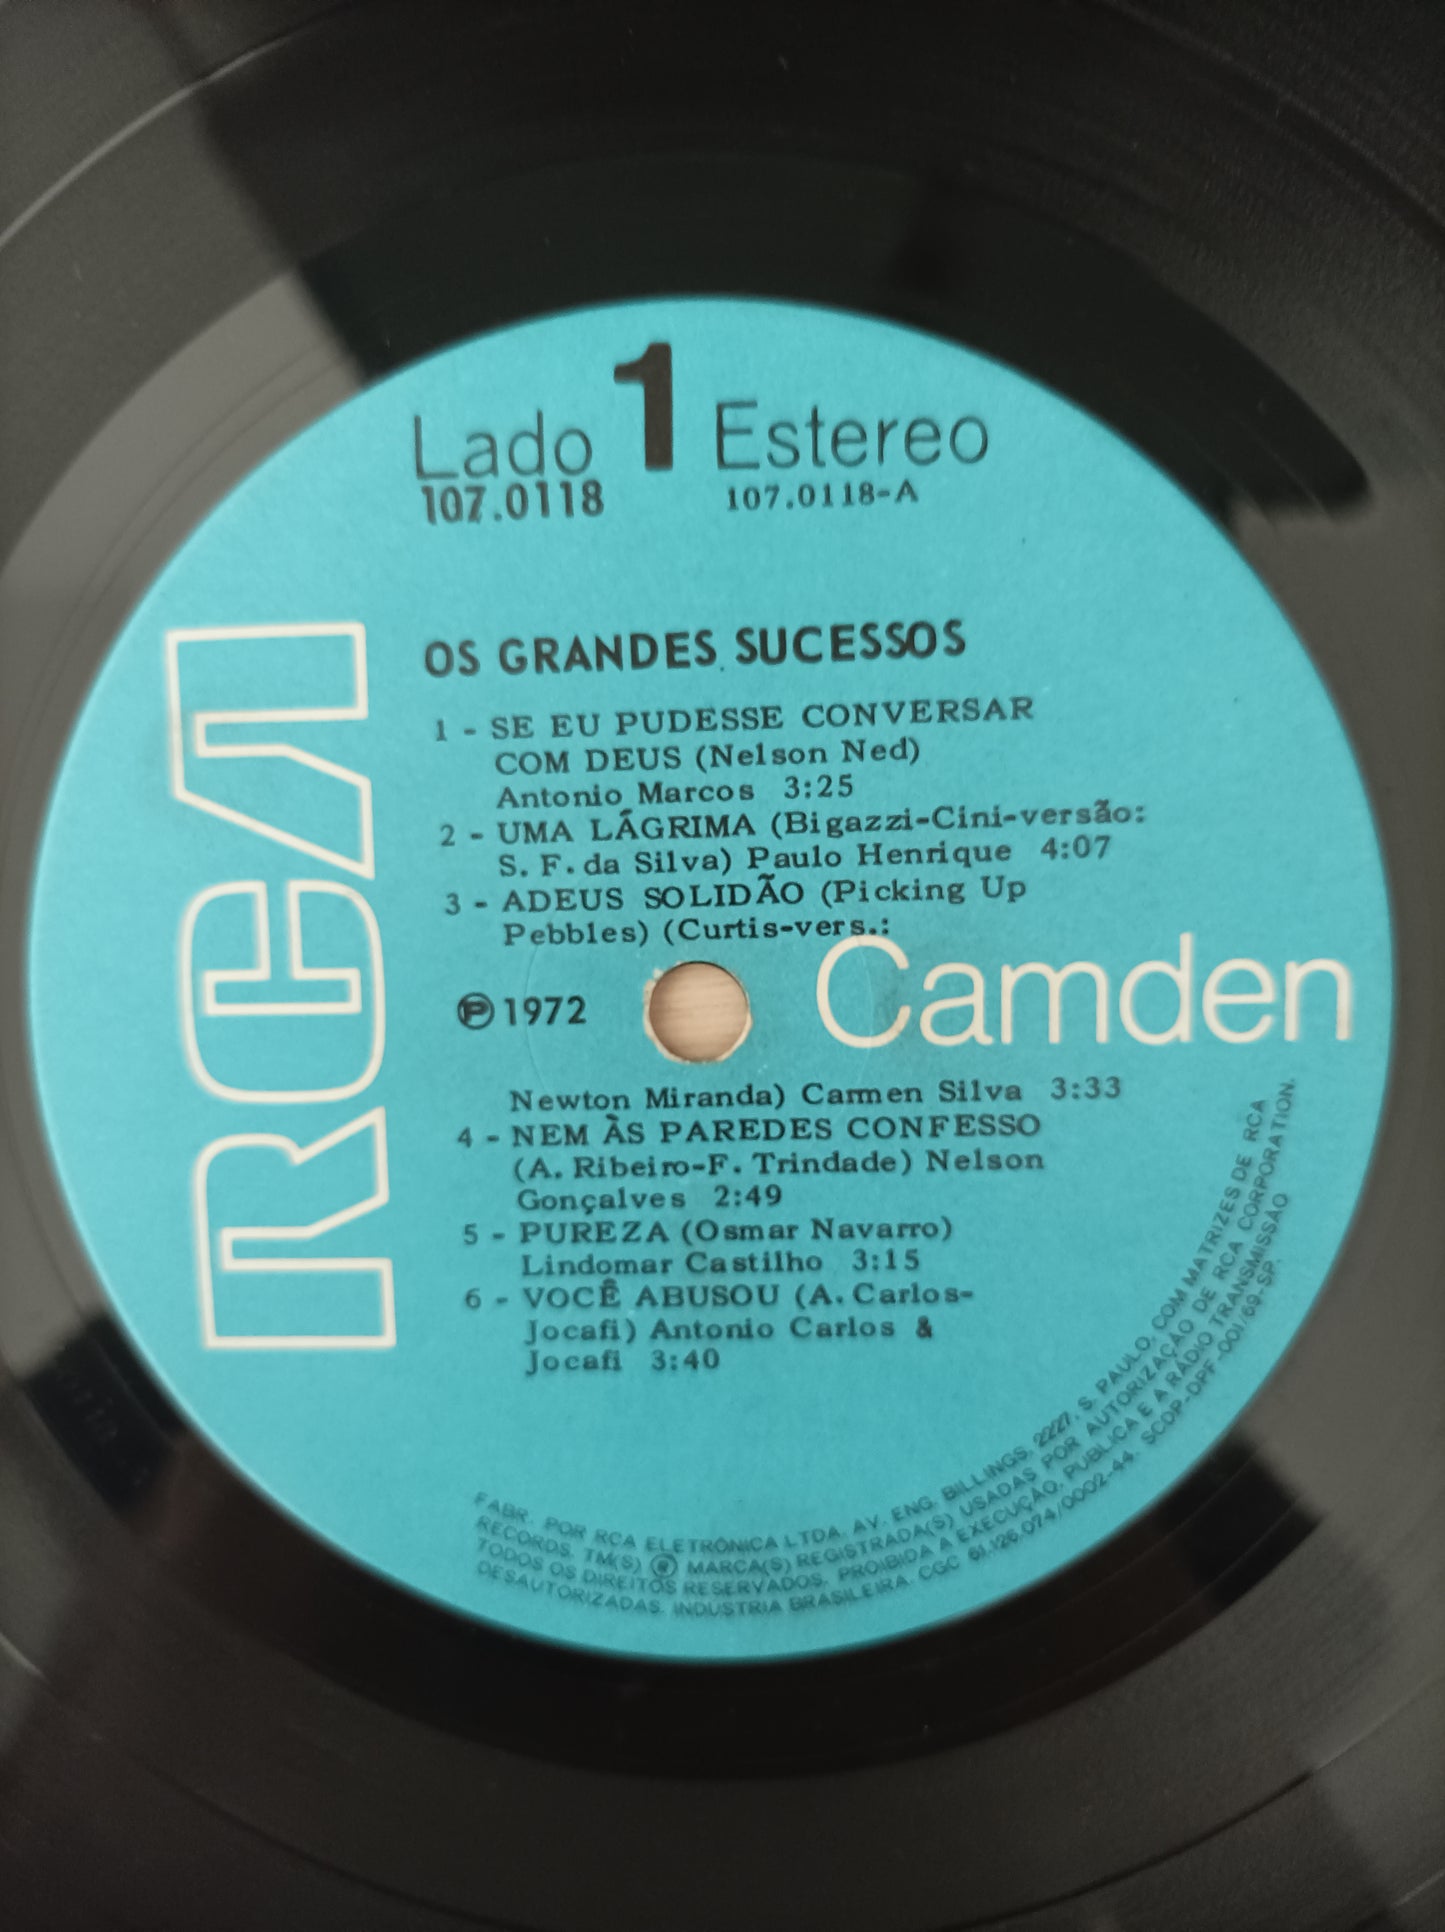 Lado 1 Estereo
107.0118 107.0118-A
RCA
OS GRANDES SUCESSOS
1 - SE EU PUDESSE CONVERSAR
COM DEUS (Nelson Ned)
Antonio Marcos 3:25
2 - UMA LÁGRIMA (Bigazzi-Cini-versão:
S. F. da Silva) Paulo Henrique 4:07
3 - ADEUS SOLIDÃO (Picking Up
Pebbles) (Curtis-vers.:
℗ 1972
Camden
Newton Miranda) Carmen Silva 3:33
4 - NEM ÀS PAREDES CONFESSO
(A. Ribeiro-F. Trindade) Nelson
Gonçalves 2:49
5 - PUREZA (Osmar Navarro)
Lindomar Castilho 3:15
6 - VOCÊ ABUSOU (A. Carlos-
Jocafi) Antonio Carlos &
Jocafi 3:40
FABR. POR RCA ELETRÔNICA LTDA. AV. ENG. BILLINGS, 2227, S. PAULO, COM MATRIZES DE RCA
RECORDS. TM(S) ® MARCA(S) REGISTRADA(S) USADAS POR AUTORIZAÇÃO DE RCA CORPORATION.
TODOS OS DIREITOS RESERVADOS. PROIBIDA A EXECUÇÃO, PÚBLICA E A RÁDIO TRANSMISSÃO
DESAUTORIZADAS. INDÚSTRIA BRASILEIRA. CGC 61.126.074/0002-44. SCDP-DPF-001/69-SP.